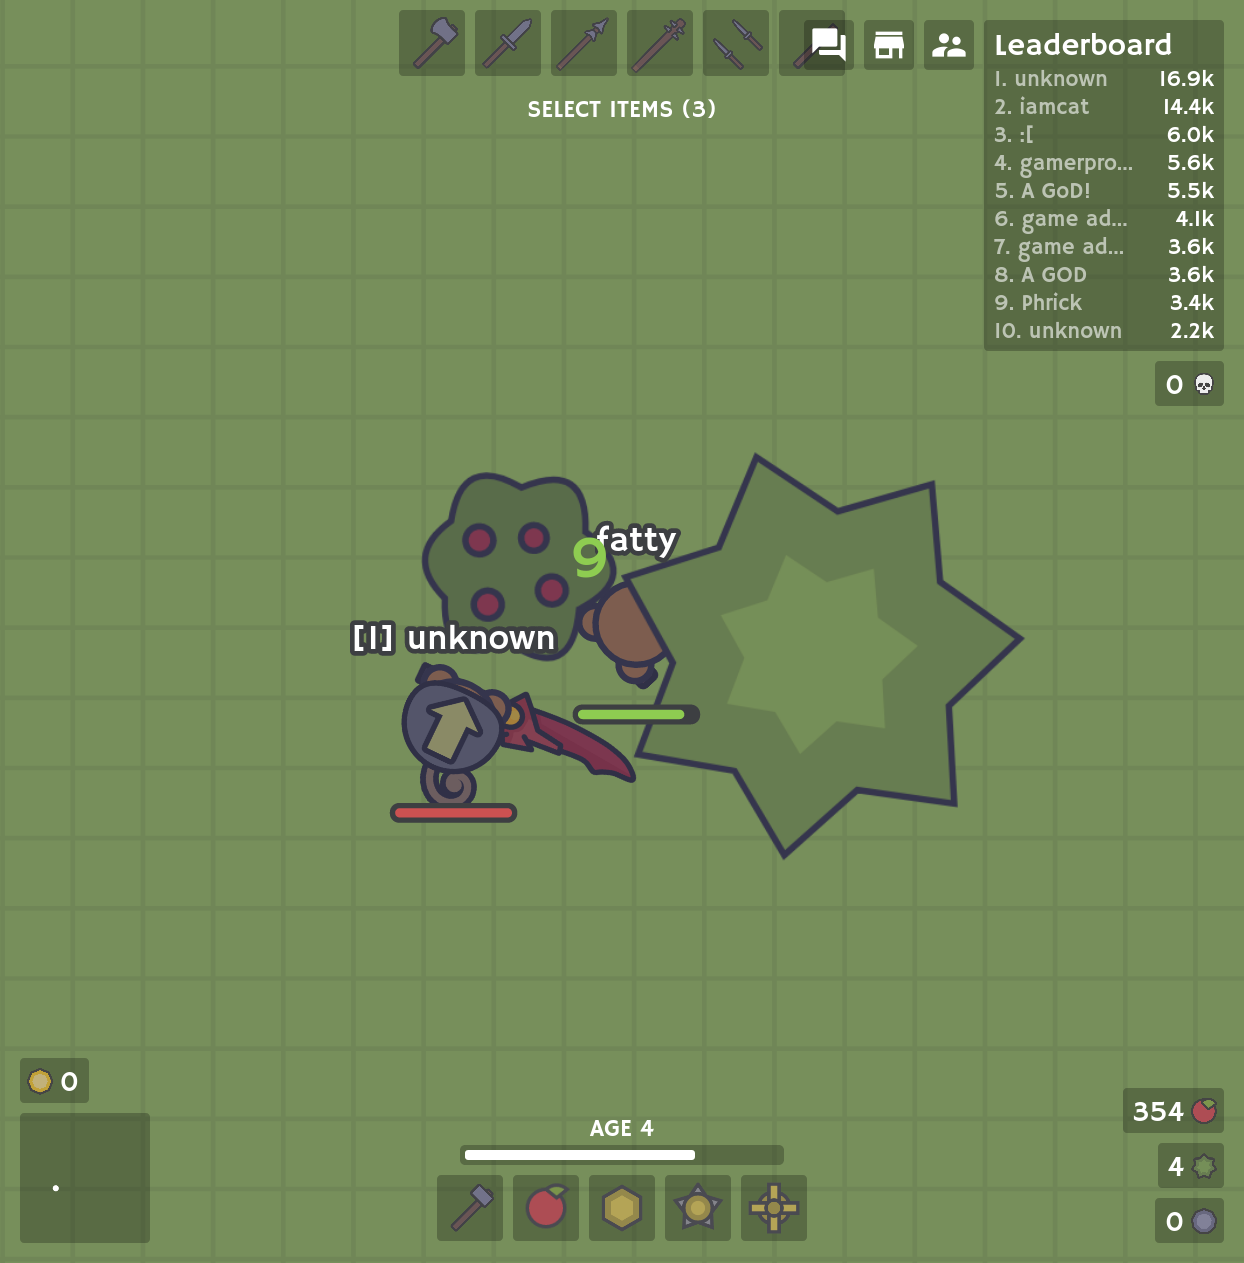 SELECT ITEMS (3)
Leaderboard
1. unknown 16.9k
2. iamcat 14.4k
3. :[ 6.0k
4. gamerpro... 5.6k
5. A GoD! 5.5k
6. game ad... 4.1k
7. game ad... 3.6k
8. A GOD 3.6k
9. Phrick 3.4k
10. unknown 2.2k
0
fatty
9
[I] unknown
0
354
AGE 4
4
0